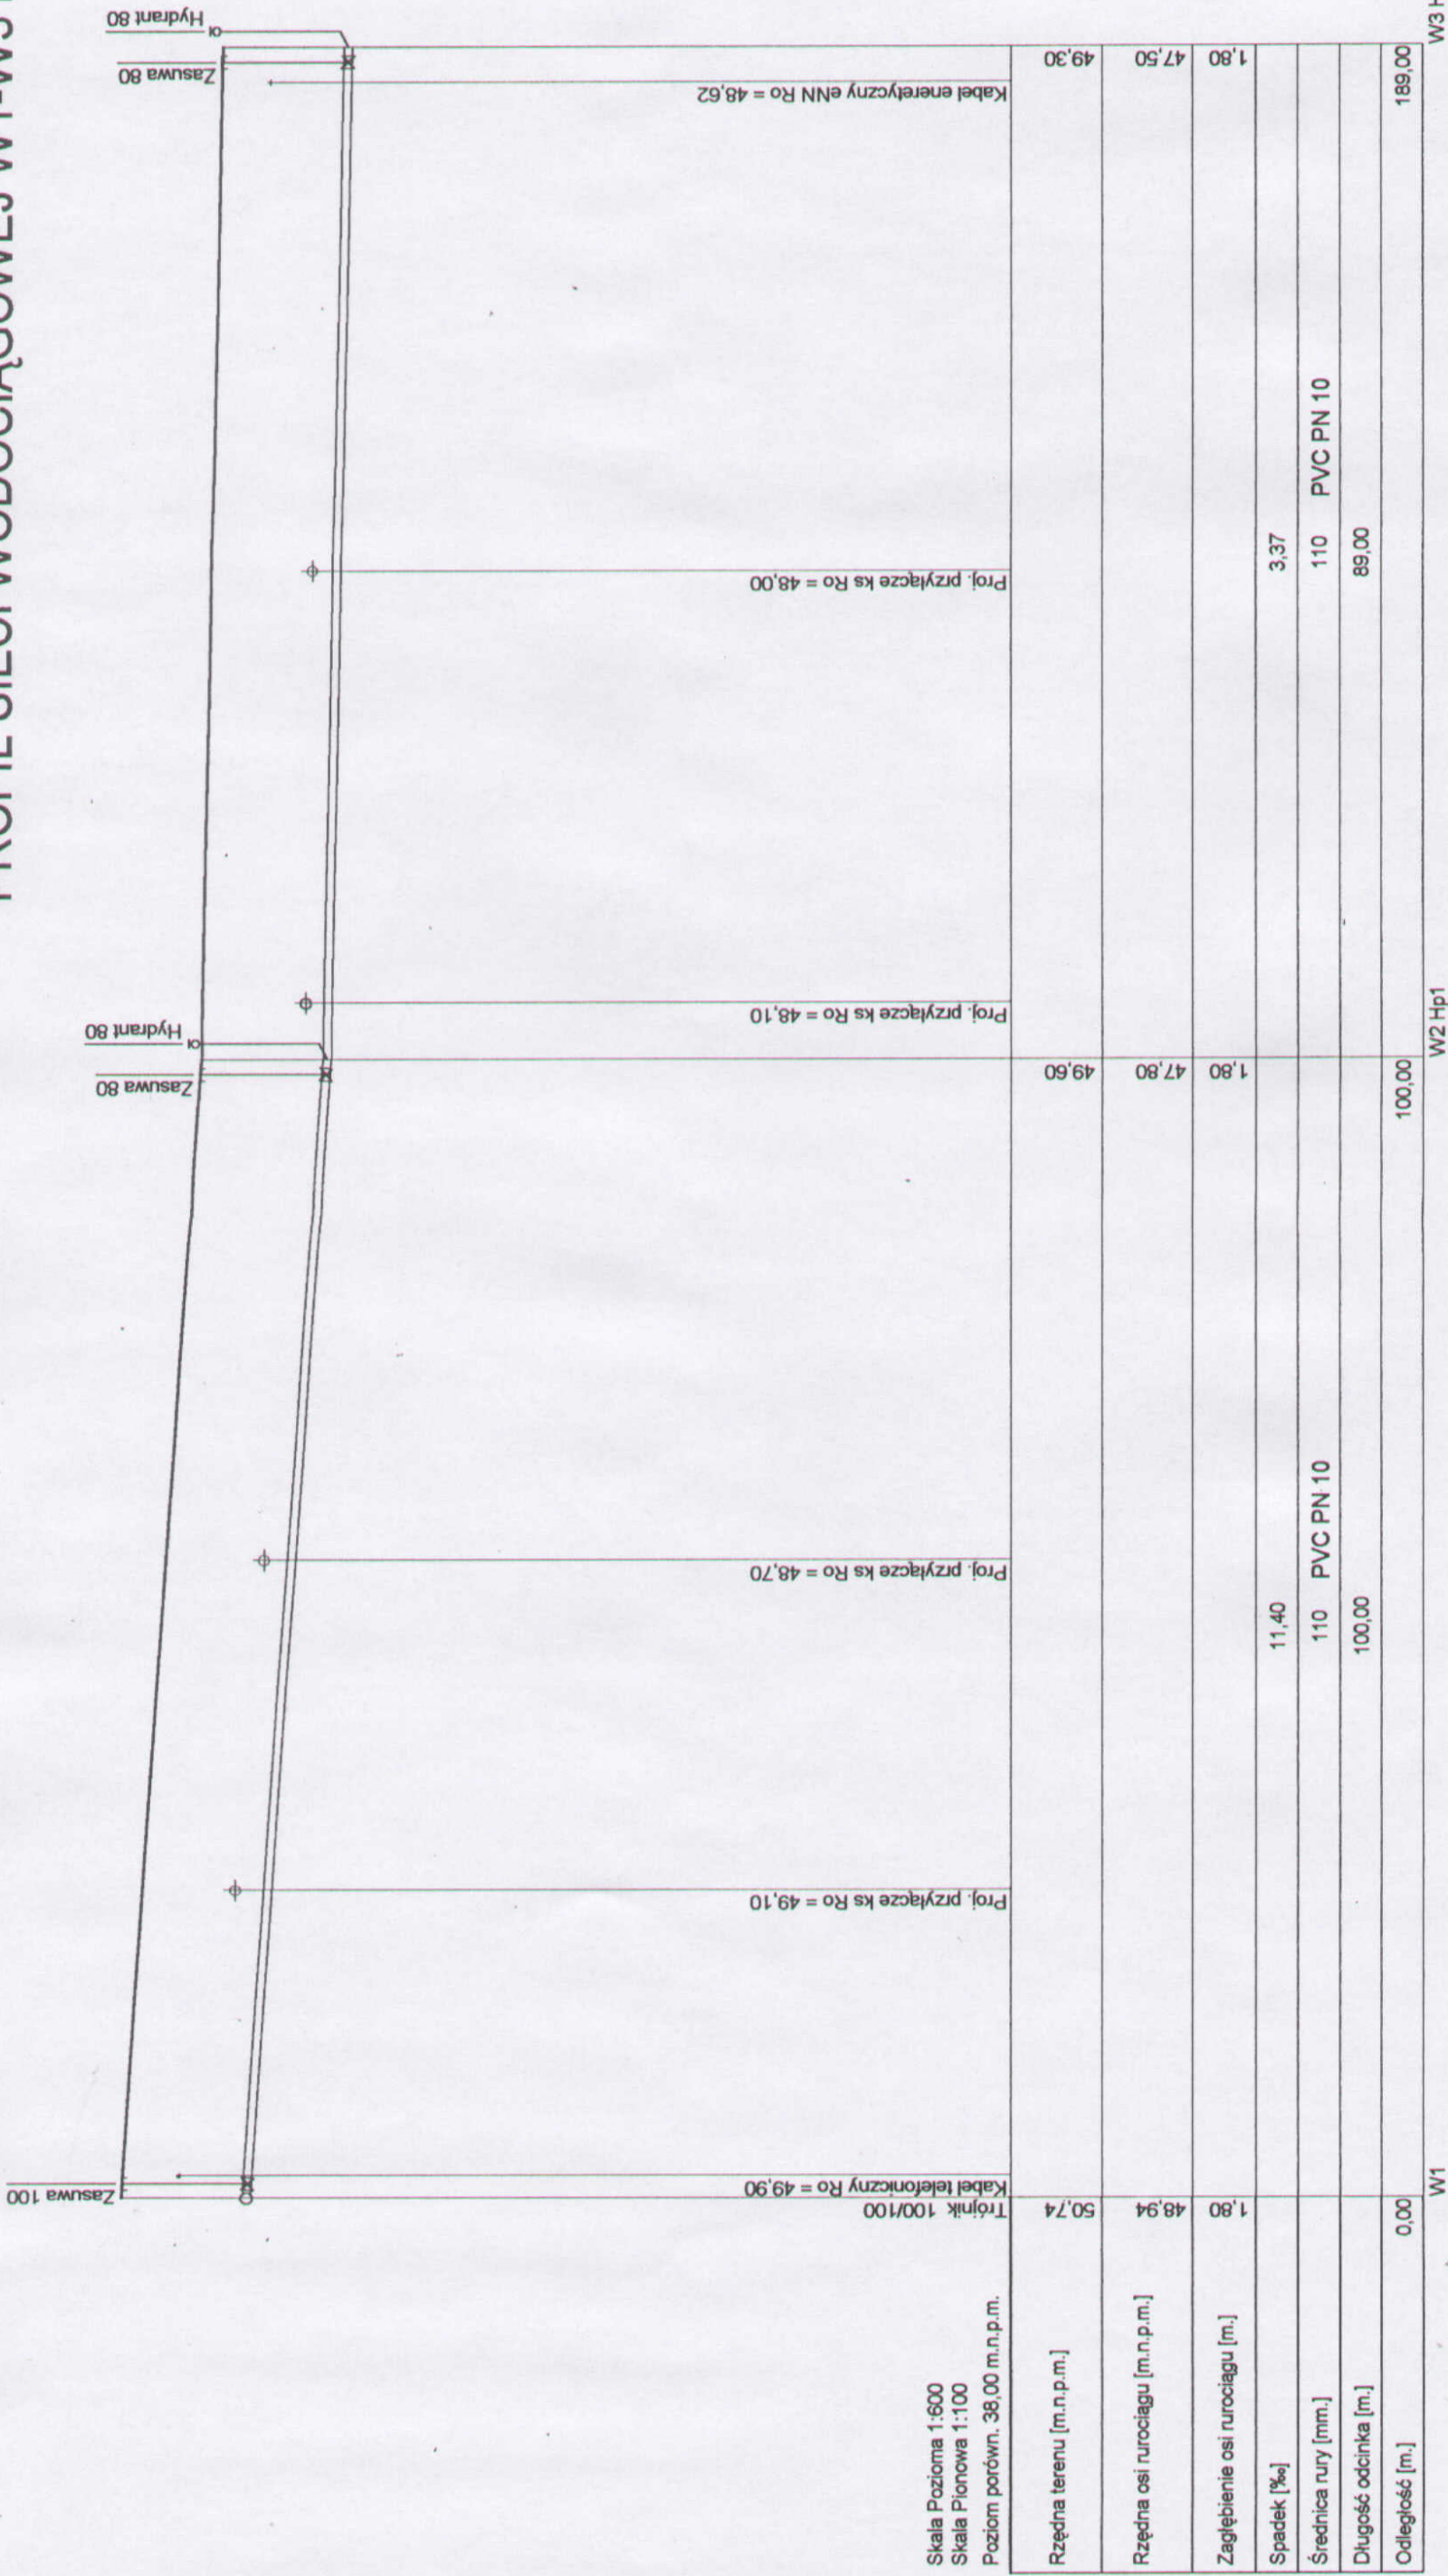 PROFIL SIECI WODOCIĄGOWEJ W1-W3
Zasuwa 100
Zasuwa 80
Hydrant 80
Zasuwa 80
Hydrant 80
Skala Pozioma 1:600
Skala Pionowa 1:100
Poziom porówn. 38,00 m.n.p.m.
Trójnik 100/100
Kabel telefoniczny Ro = 49,90
Proj. przyłącze ks Ro = 49,10
Proj. przyłącze ks Ro = 48,70
Proj. przyłącze ks Ro = 48,10
Proj. przyłącze ks Ro = 48,00
Kabel eneretyczny eNN Ro = 48,62
Rzędna terenu [m.n.p.m.] 50,74 49,60 49,30
Rzędna osi rurociągu [m.n.p.m.] 48,94 47,80 47,50
Zagłębienie osi rurociągu [m.] 1,80 1,80 1,80
Spadek [‰] 11,40 3,37
Średnica rury [mm.] 110 PVC PN 10 110 PVC PN 10
Długość odcinka [m.] 100,00 89,00
Odległość [m.] 0,00 100,00 189,00
W1 W2 Hp1 W3